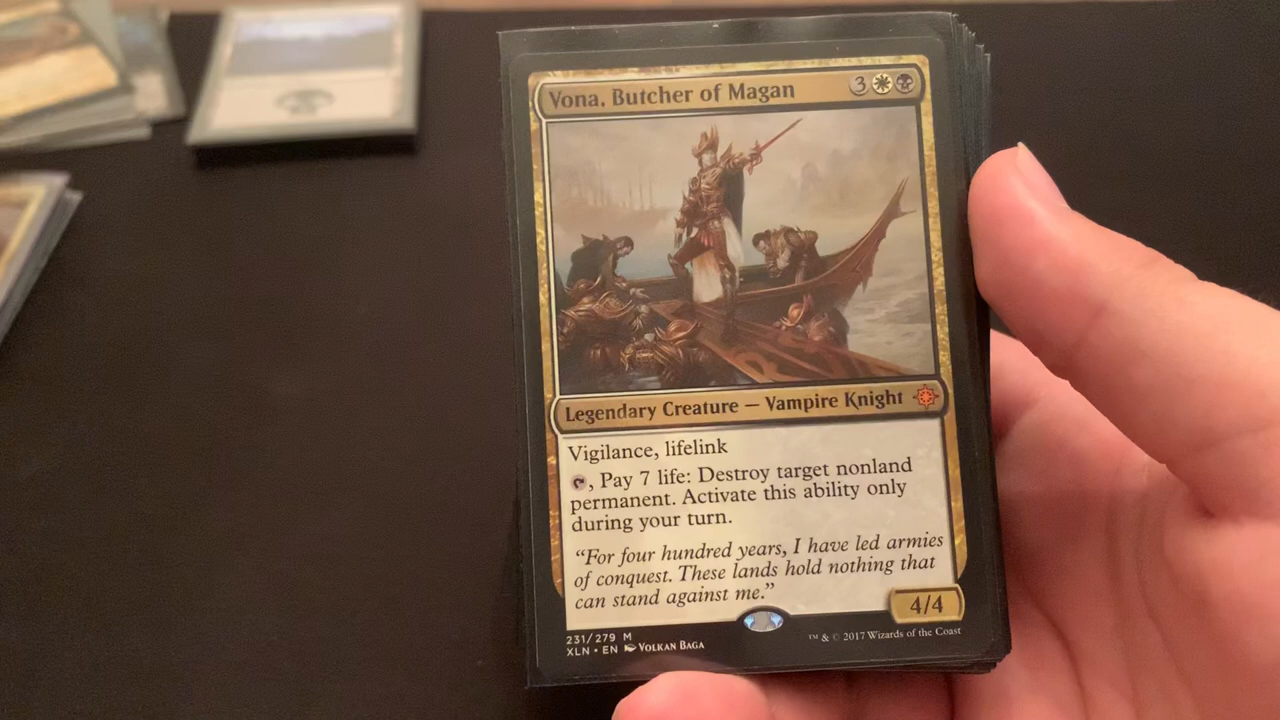 Vona, Butcher of Magan 3
Legendary Creature — Vampire Knight
Vigilance, lifelink
, Pay 7 life: Destroy target nonland
permanent. Activate this ability only
during your turn.
“For four hundred years, I have led armies
of conquest. These lands hold nothing that
can stand against me.”
4/4
231/279 M
XLN • EN VOLKAN BAGA
™ & © 2017 Wizards of the Coast